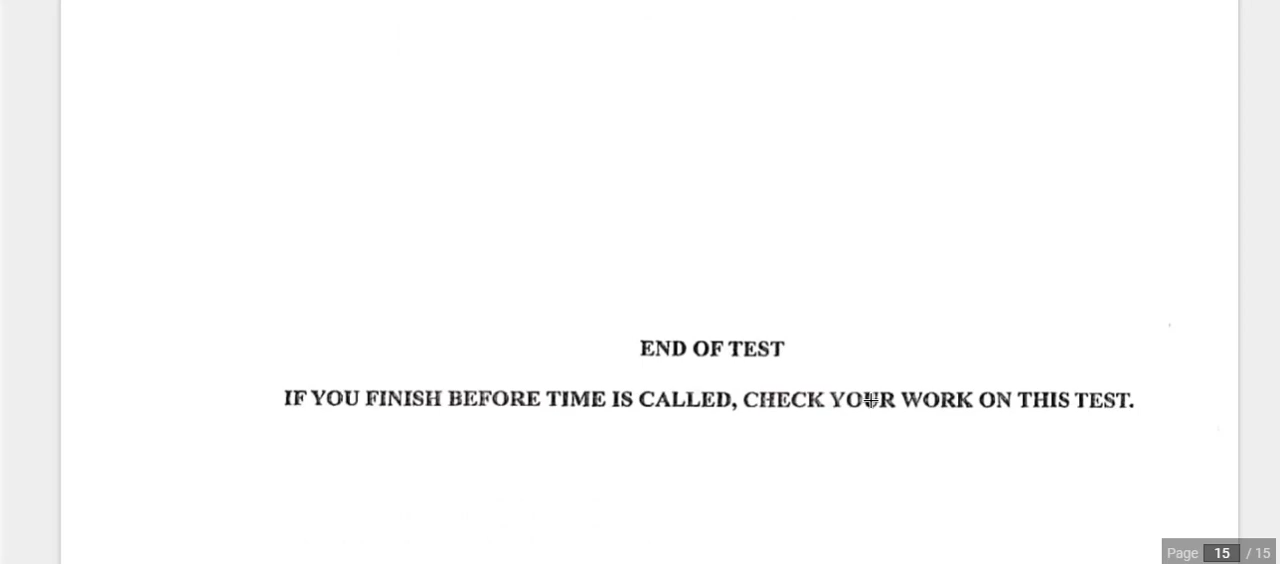 END OF TEST
IF YOU FINISH BEFORE TIME IS CALLED, CHECK YOUR WORK ON THIS TEST.
Page 15 / 15